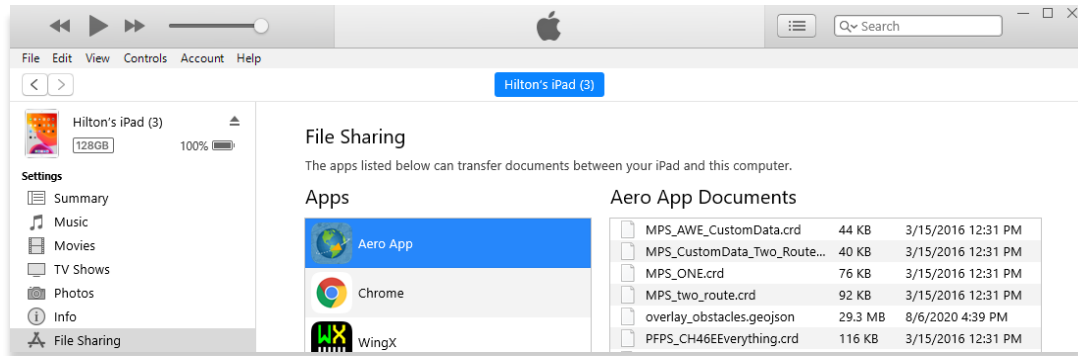 Search
File Edit View Controls Account Help
Hilton's iPad (3)
Hilton's iPad (3)
128GB 100%
Settings
Summary
Music
Movies
TV Shows
Photos
Info
File Sharing
File Sharing
The apps listed below can transfer documents between your iPad and this computer.
Apps
Aero App
Chrome
WX WingX
Aero App Documents
MPS_AWE_CustomData.crd 44 KB 3/15/2016 12:31 PM
MPS_CustomData_Two_Route... 40 KB 3/15/2016 12:31 PM
MPS_ONE.crd 76 KB 3/15/2016 12:31 PM
MPS_two_route.crd 92 KB 3/15/2016 12:31 PM
overlay_obstacles.geojson 29.3 MB 8/6/2020 4:39 PM
PFPS_CH46EEverything.crd 116 KB 3/15/2016 12:31 PM